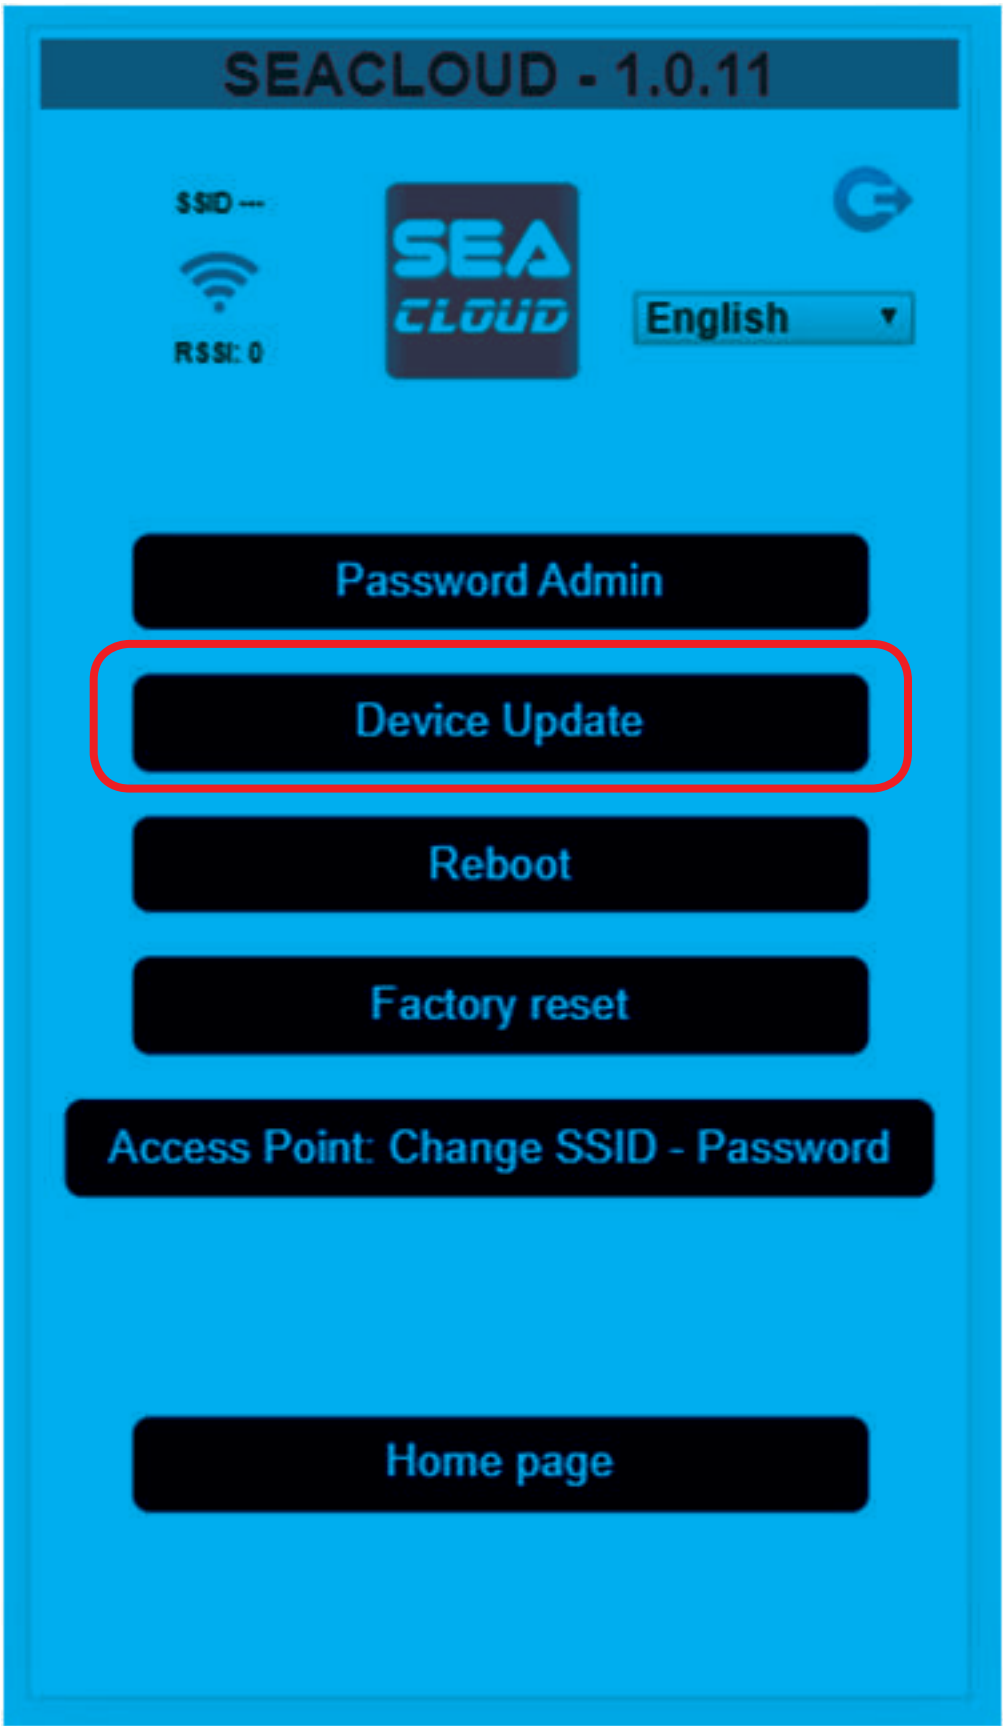 SEACLOUD - 1.0.11
SSID ---
SEA
CLOUD
English
RSSI: 0
Password Admin
Device Update
Reboot
Factory reset
Access Point: Change SSID - Password
Home page